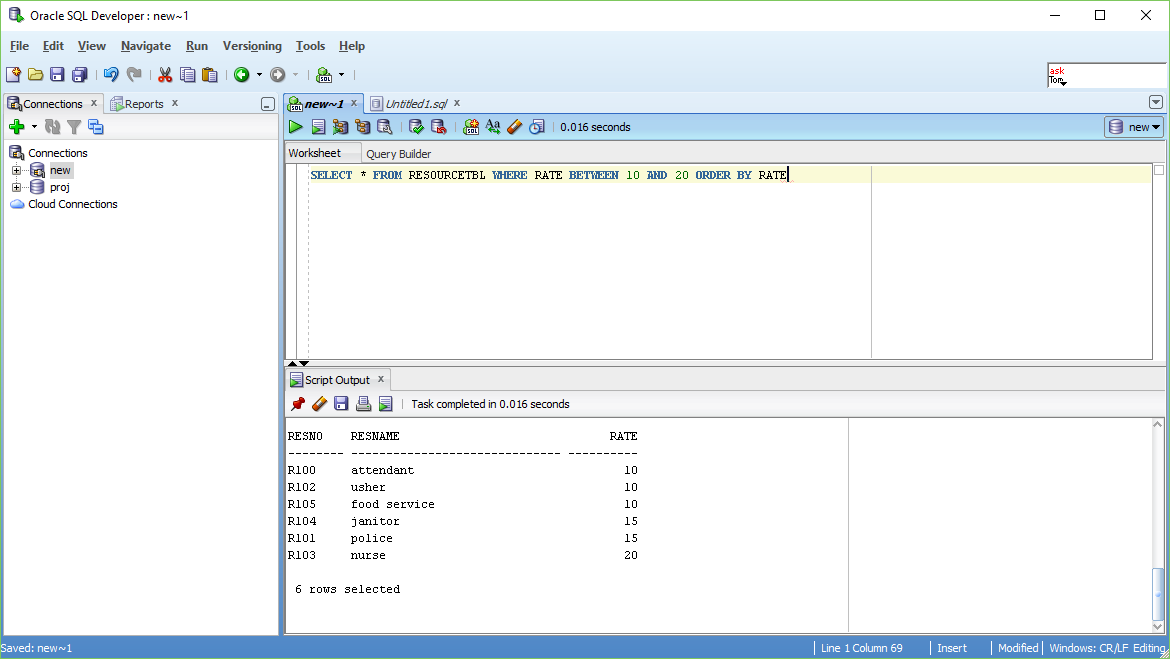 Oracle SQL Developer : new~1
File Edit View Navigate Run Versioning Tools Help
ask
Tom
Connections x Reports x
new~1 x Untitled1.sql x
0.016 seconds
new
Worksheet Query Builder
Connections
new
proj
Cloud Connections
SELECT * FROM RESOURCETBL WHERE RATE BETWEEN 10 AND 20 ORDER BY RATE
Script Output x
Task completed in 0.016 seconds
RESNO RESNAME RATE
-------- ------------------------------ ----------
R100 attendant 10
R102 usher 10
R105 food service 10
R104 janitor 15
R101 police 15
R103 nurse 20
6 rows selected
Saved: new~1 Line 1 Column 69 Insert Modified Windows: CR/LF Editing